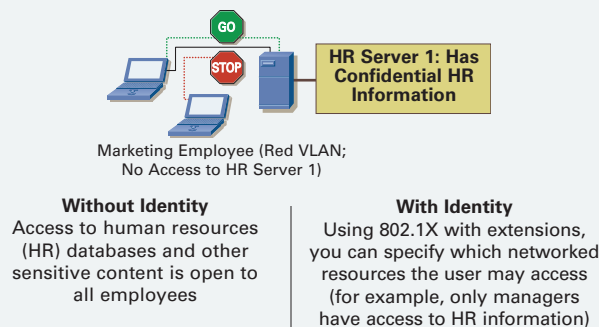 GO
STOP
HR Server 1: Has
Confidential HR
Information
Marketing Employee (Red VLAN;
No Access to HR Server 1)
Without Identity
Access to human resources
(HR) databases and other
sensitive content is open to
all employees
With Identity
Using 802.1X with extensions,
you can specify which networked
resources the user may access
(for example, only managers
have access to HR information)